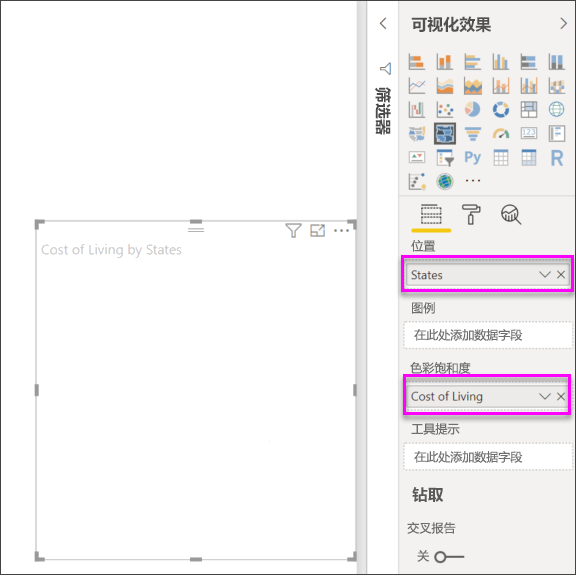 可视化效果
筛选器
123
Py
R
Cost of Living by States
位置
States
图例
在此处添加数据字段
色彩饱和度
Cost of Living
工具提示
在此处添加数据字段
钻取
交叉报告
关